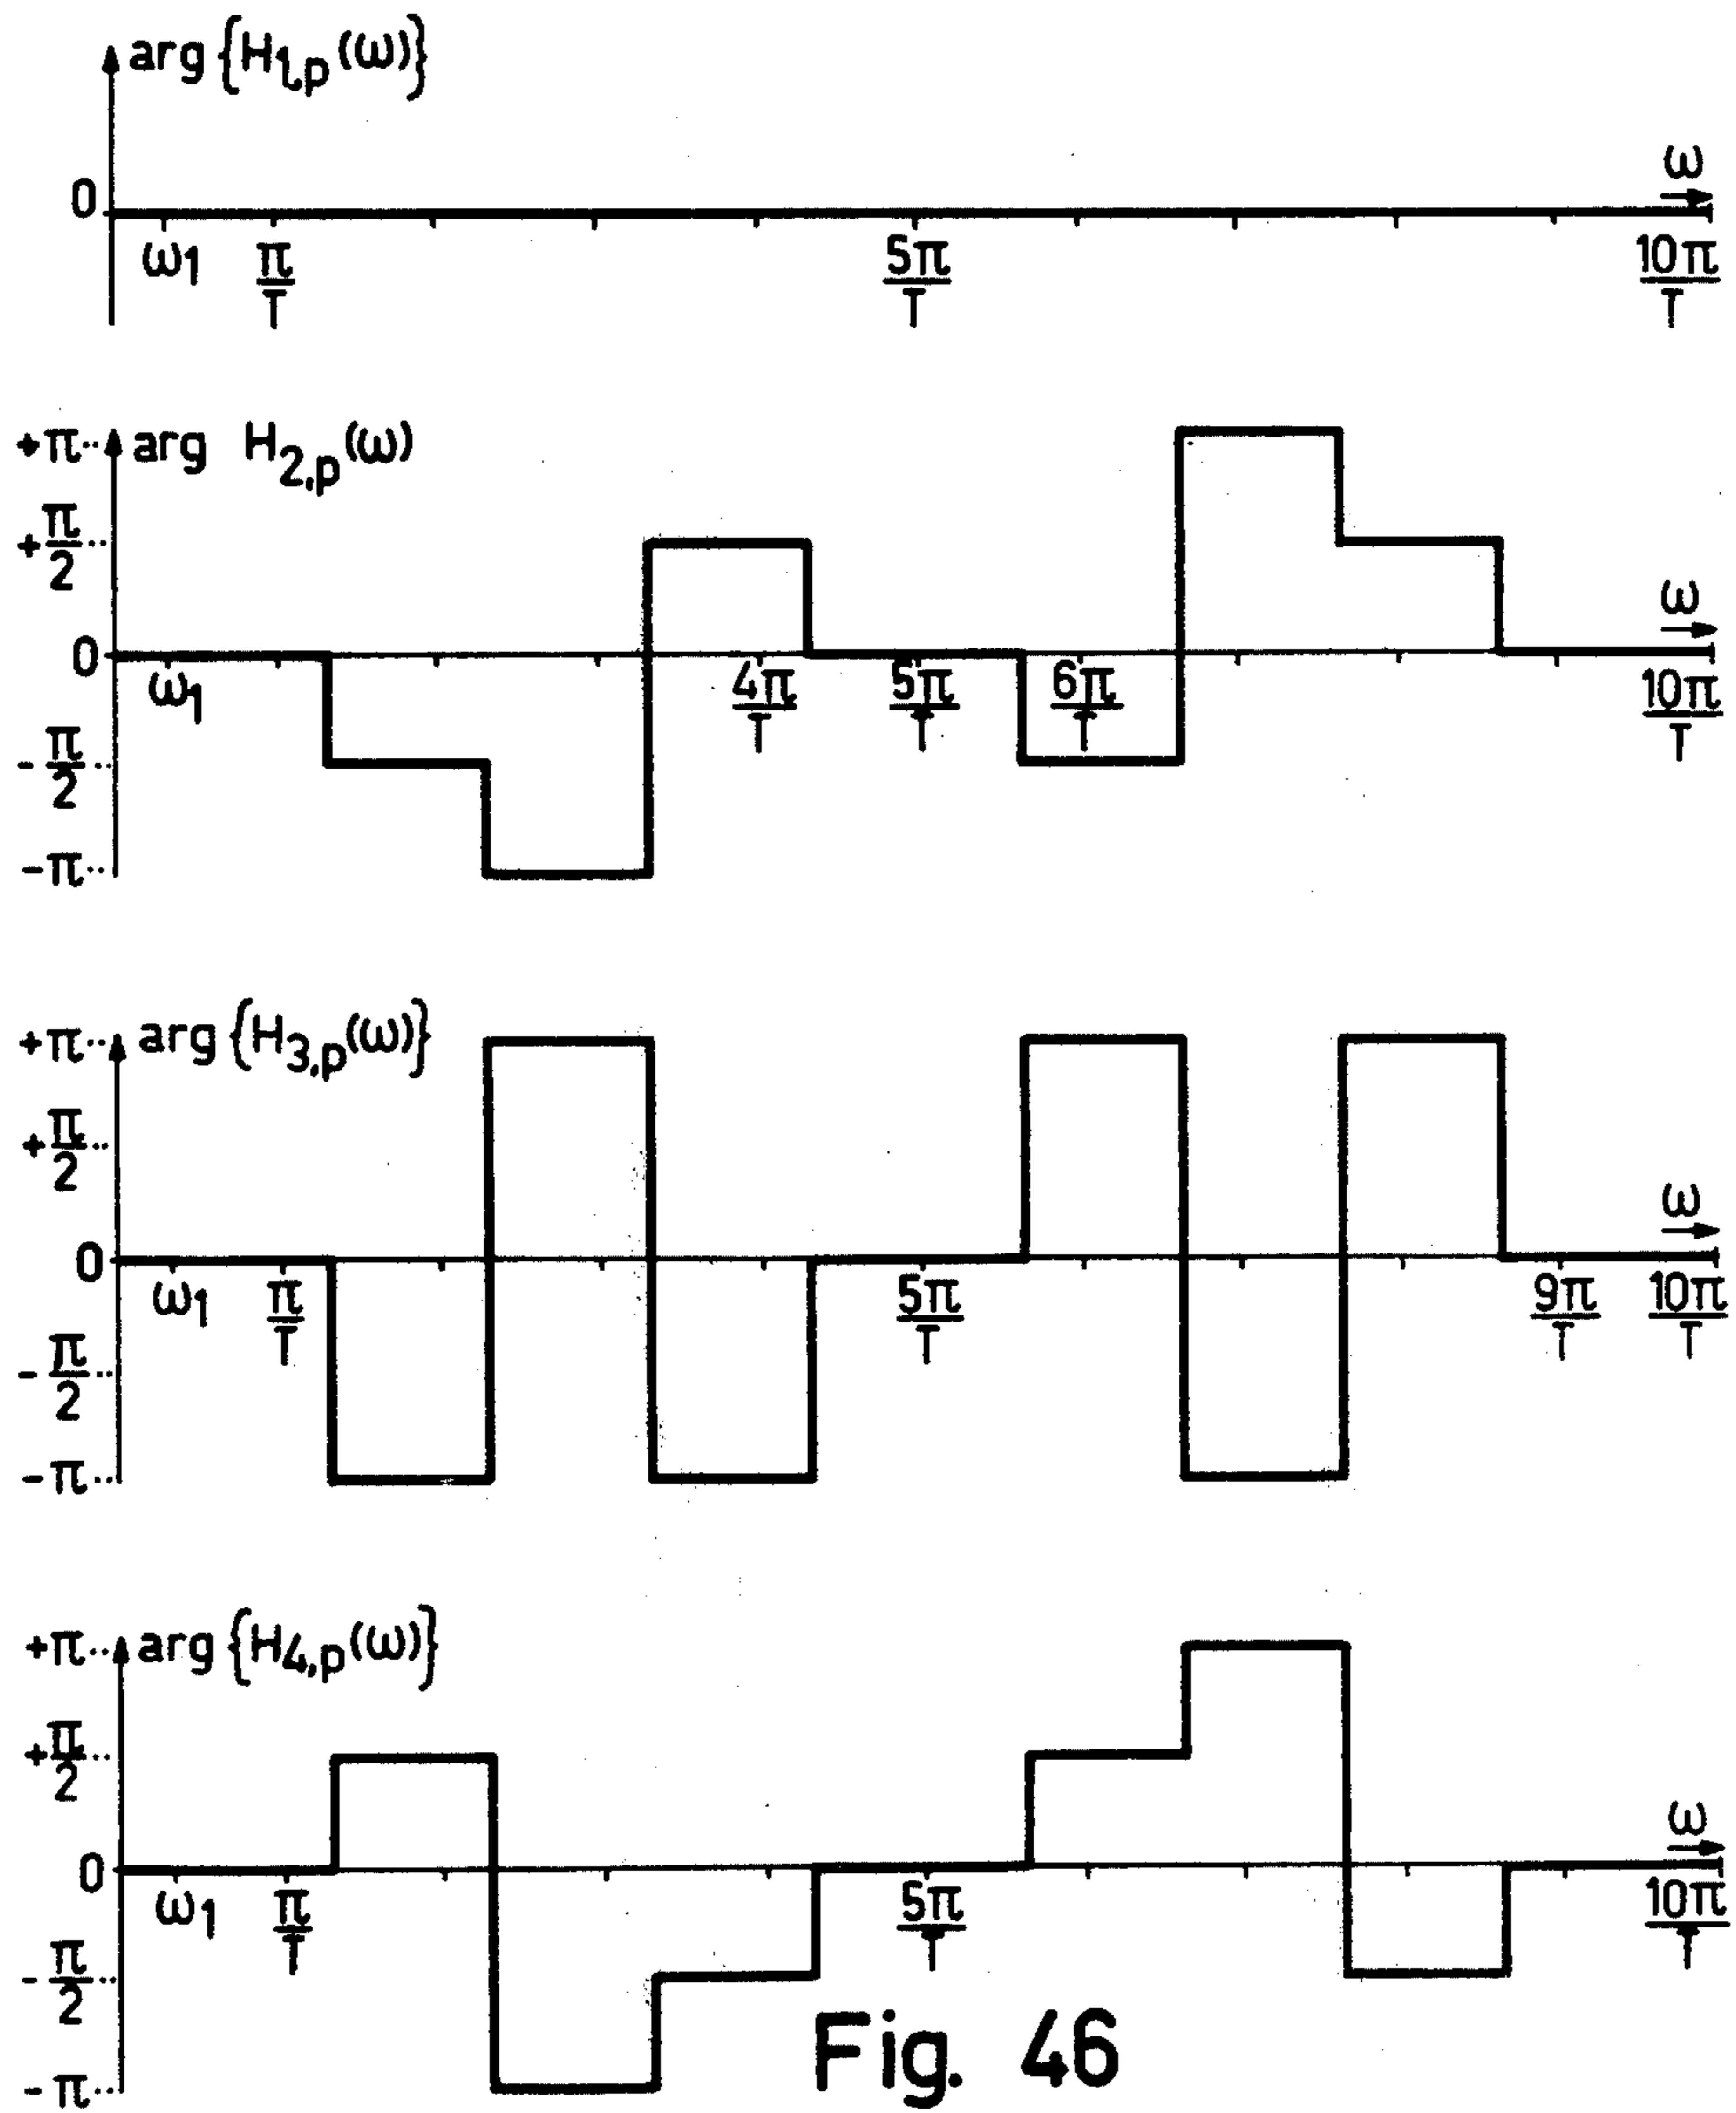 arg{H1,p(ω)}
ω
0
ω1 π/T 5π/T 10π/T
+π arg H2,p(ω)
+π/2
ω
0
ω1 4π/T 5π/T 6π/T 10π/T
-π/2
-π
+π arg{H3,p(ω)}
+π/2
ω
0
ω1 π/T 5π/T 9π/T 10π/T
-π/2
-π
+π arg{H4,p(ω)}
+π/2
ω
0
ω1 π/T 5π/T 10π/T
-π/2
-π
Fig. 46